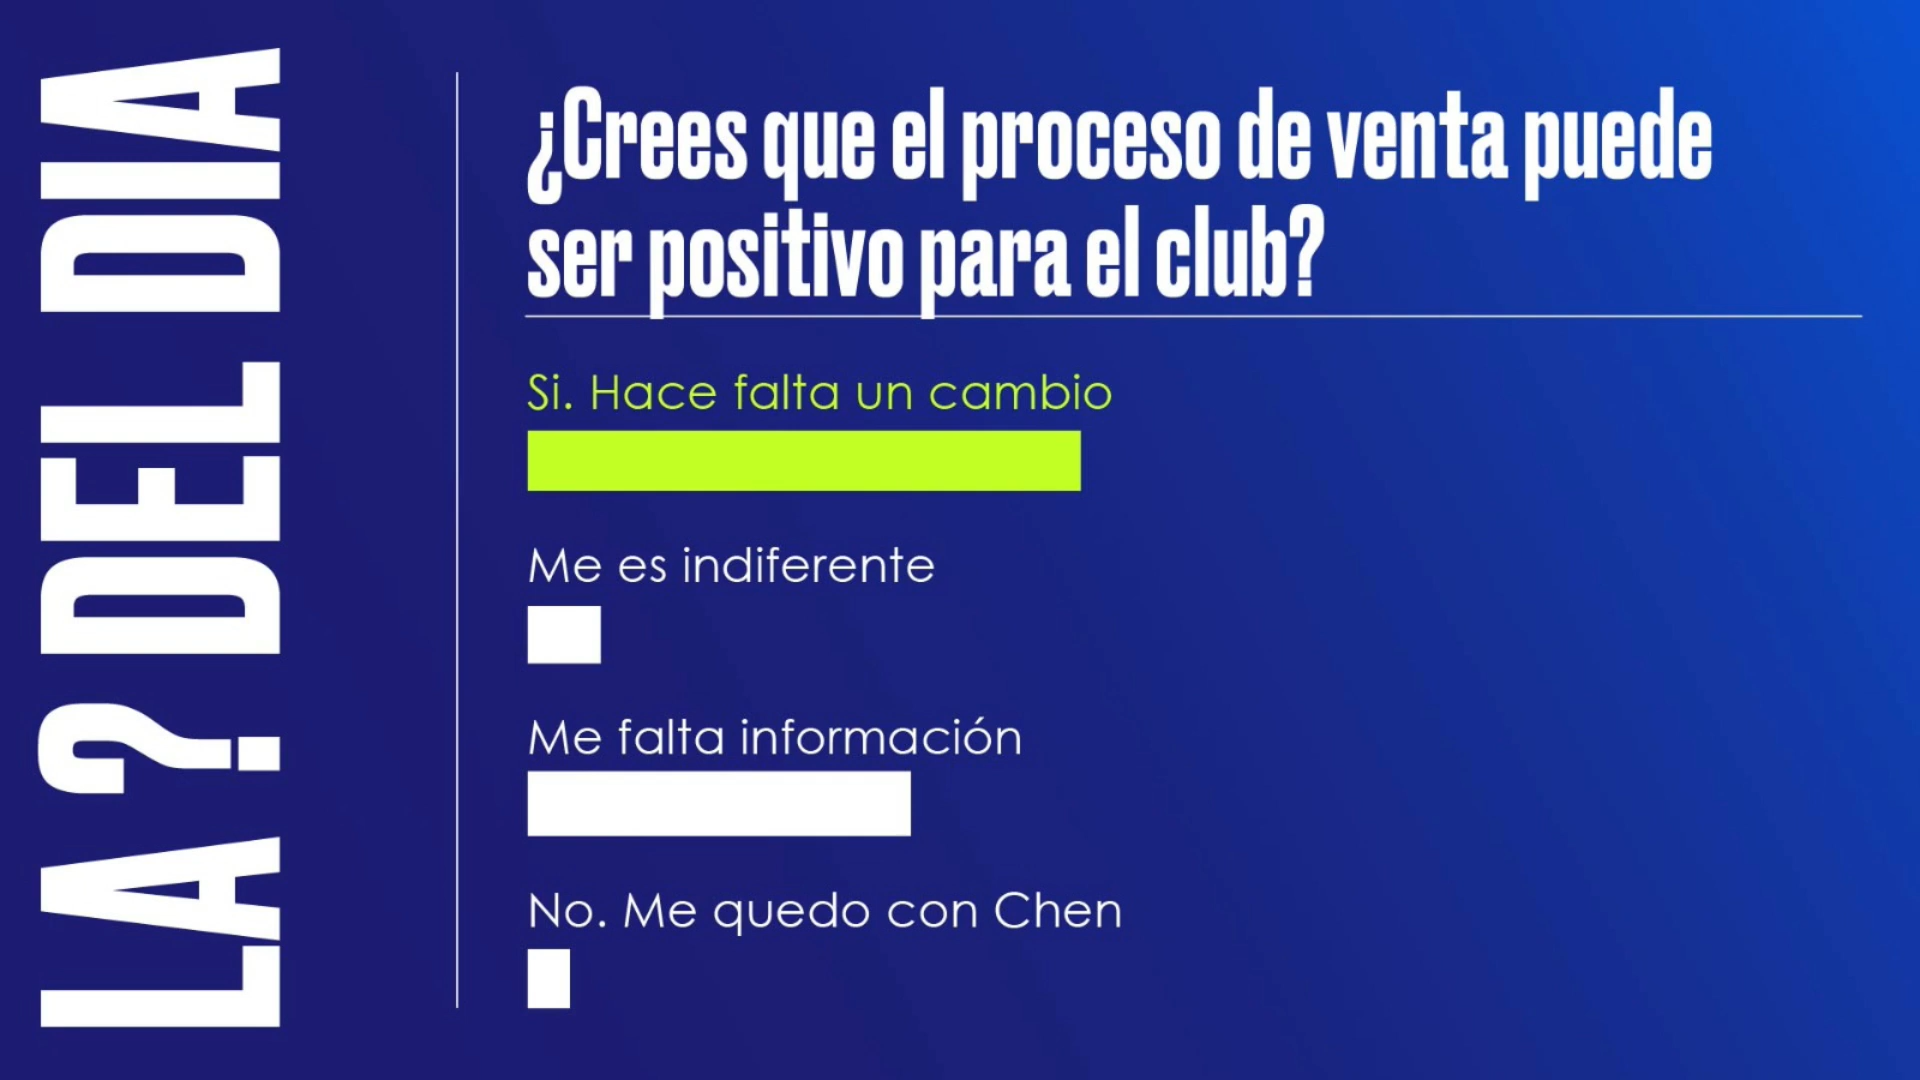 LA ? DEL DIA
¿Crees que el proceso de venta puede
ser positivo para el club?
Si. Hace falta un cambio
Me es indiferente
Me falta información
No. Me quedo con Chen